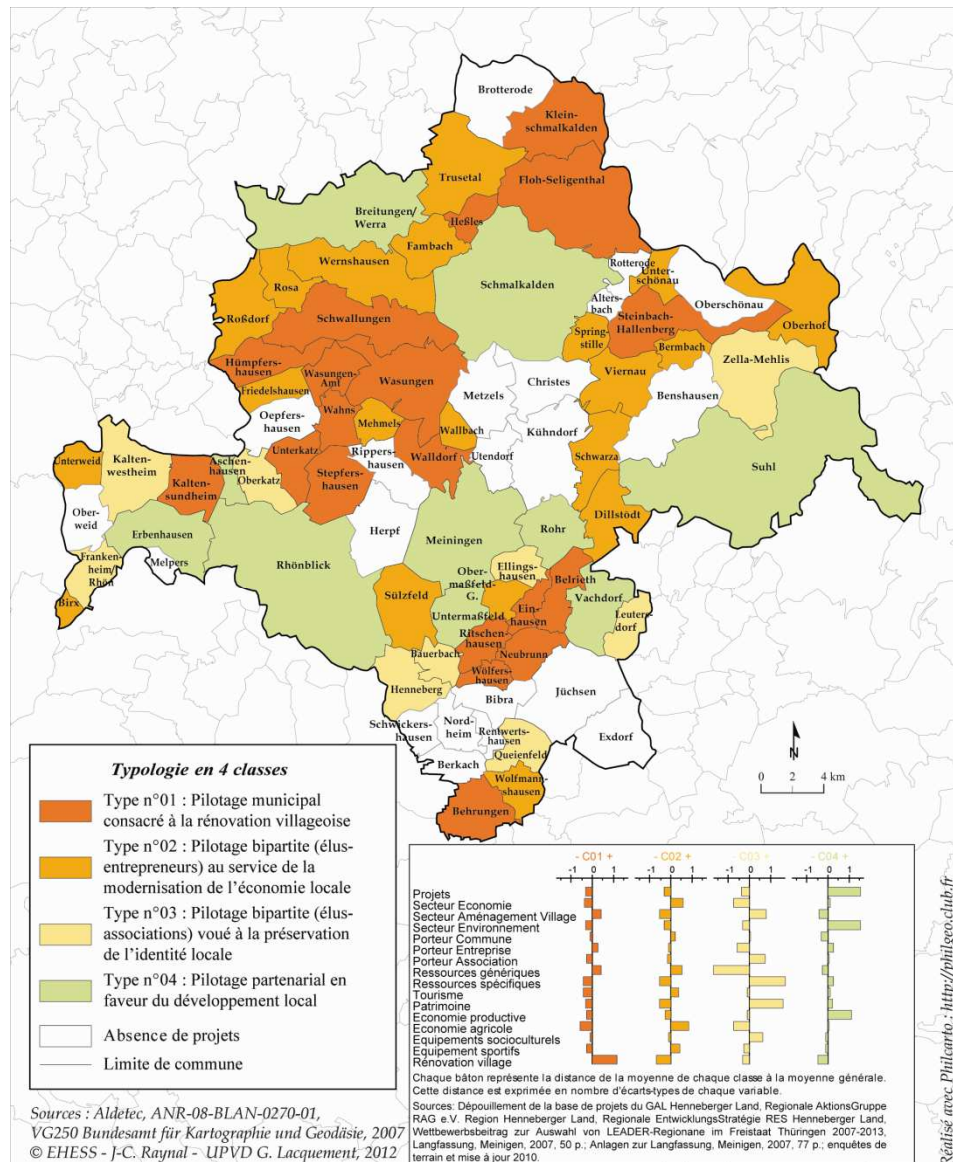 Brotterode
Klein-
schmalkalden
Trusetal
Floh-Seligenthal
Breitungen/
Werra
Heßles
Fambach
Wernshausen
Rotterode
Unter-
schönau
Rosa
Schmalkalden
Alters-
bach
Oberschönau
Roßdorf
Schwallungen
Steinbach-
Hallenberg
Oberhof
Spring-
stille
Bermbach
Hümpfers-
hausen
Wasungen-
Amt
Wasungen
Viernau
Zella-Mehlis
Friedelshausen
Christes
Metzels
Benshausen
Oepfers-
hausen
Wahns
Mehmels
Wallbach
Kühndorf
Unterkatz
Rippers-
hausen
Walldorf
Utendorf
Schwarza
Unterweid
Kalten-
westheim
Aschen-
hausen
Oberkatz
Stepfers-
hausen
Suhl
Kalten-
sundheim
Ober-
weid
Herpf
Meiningen
Rohr
Dillstödt
Erbenhausen
Rhönblick
Franken-
heim/
Rhön
Melpers
Ober-
maßfeld-
G.
Ellings-
hausen
Belrieth
Birx
Sülzfeld
Untermaßfeld
Ein-
hausen
Vachdorf
Leuters-
dorf
Ritschen-
hausen
Bauerbach
Neubrunn
Wölfers-
hausen
Henneberg
Bibra
Jüchsen
Schwickers-
hausen
Nord-
heim
Rentwerts-
hausen
Exdorf
Queienfeld
Berkach
Wolfmanns-
hausen
Behrungen
N
0 2 4 km
Typologie en 4 classes
Type n°01 : Pilotage municipal
consacré à la rénovation villageoise
Type n°02 : Pilotage bipartite (élus-
entrepreneurs) au service de la
modernisation de l'économie locale
Type n°03 : Pilotage bipartite (élus-
associations) voué à la préservation
de l'identité locale
Type n°04 : Pilotage partenarial en
faveur du développement local
Absence de projets
Limite de commune
Sources : Aldetec, ANR-08-BLAN-0270-01,
VG250 Bundesamt für Kartographie und Geodäsie, 2007
© EHESS - J-C. Raynal - UPVD G. Lacquement, 2012
- C01 + - C02 + - C03 + - C04 +
-1 0 1 -1 0 1 -1 0 1 -1 0 1
Projets
Secteur Economie
Secteur Aménagement Village
Secteur Environnement
Porteur Commune
Porteur Entreprise
Porteur Association
Ressources génériques
Ressources spécifiques
Tourisme
Patrimoine
Economie productive
Economie agricole
Equipements socioculturels
Equipement sportifs
Rénovation village
Chaque bâton représente la distance de la moyenne de chaque classe à la moyenne générale.
Cette distance est exprimée en nombre d'écarts-types de chaque variable.
Sources: Dépouillement de la base de projets du GAL Henneberger Land, Regionale AktionsGruppe
RAG e.V. Region Henneberger Land, Regionale EntwicklungsStratégie RES Henneberger Land,
Wettbewerbsbeitrag zur Auswahl von LEADER-Regionane im Freistaat Thüringen 2007-2013,
Langfassung, Meinigen, 2007, 50 p.; Anlagen zur Langfassung, Meinigen, 2007, 77 p.; enquêtes de
terrain et mise à jour 2010.
Réalisé avec Philcarto : http://philgeo.club.fr